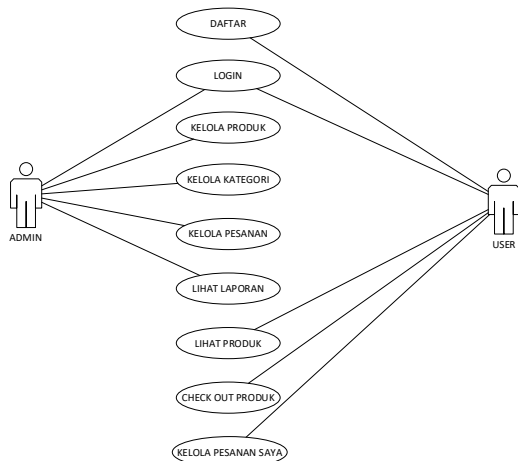 DAFTAR
LOGIN
KELOLA PRODUK
KELOLA KATEGORI
ADMIN
KELOLA PESANAN
USER
LIHAT LAPORAN
LIHAT PRODUK
CHECK OUT PRODUK
KELOLA PESANAN SAYA